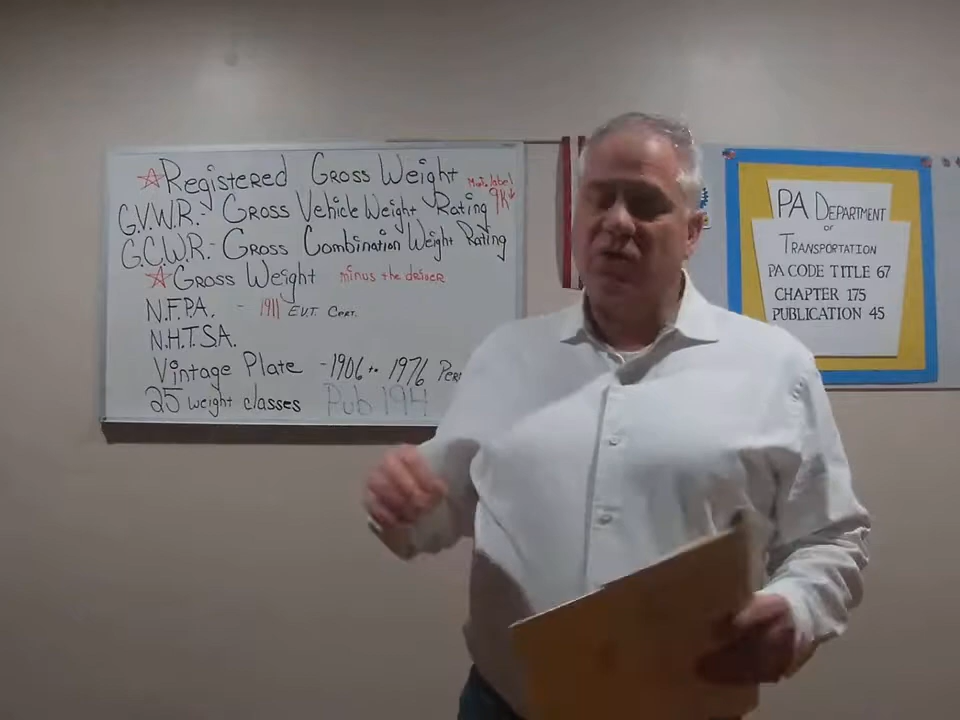 ☆ Registered Gross Weight
G.V.W.R. - Gross Vehicle Weight Rating
Mfr. label
9K
G.C.W.R. - Gross Combination Weight Rating
☆ Gross Weight minus the driver
N.F.P.A. - 1911 E.V.T. Cert.
N.H.T.S.A.
Vintage Plate - 1906 to 1976 Per
25 weight classes Pub 194
PA DEPARTMENT
OF
TRANSPORTATION
PA CODE TITLE 67
CHAPTER 175
PUBLICATION 45